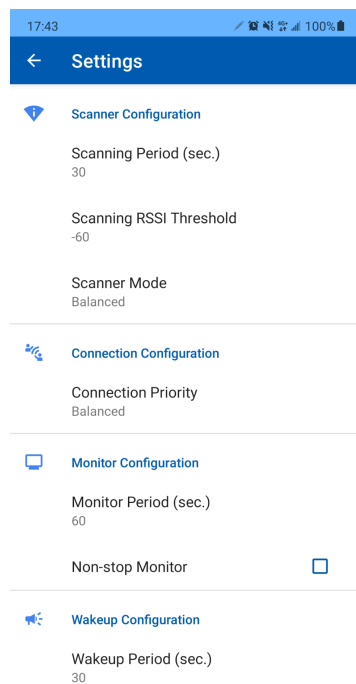 17:43
100%
Settings
Scanner Configuration
Scanning Period (sec.)
30
Scanning RSSI Threshold
-60
Scanner Mode
Balanced
Connection Configuration
Connection Priority
Balanced
Monitor Configuration
Monitor Period (sec.)
60
Non-stop Monitor
Wakeup Configuration
Wakeup Period (sec.)
30